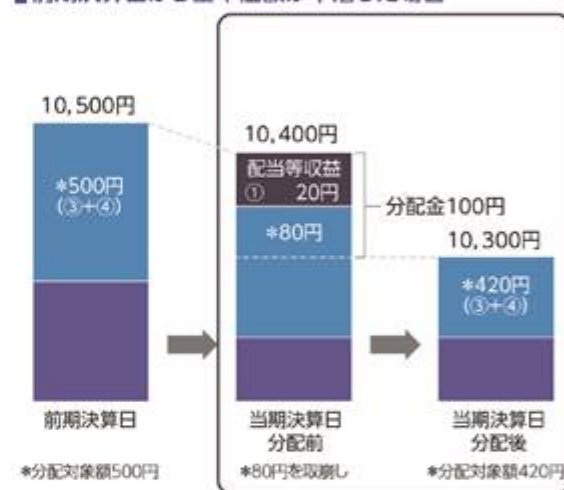 10,500円
*500円
(③+④)
前期決算日
*分配対象額500円
10,400円
配当等収益
① 20円
*80円
分配金100円
当期決算日
分配前
*80円を取崩し
10,300円
*420円
(③+④)
当期決算日
分配後
*分配対象額420円